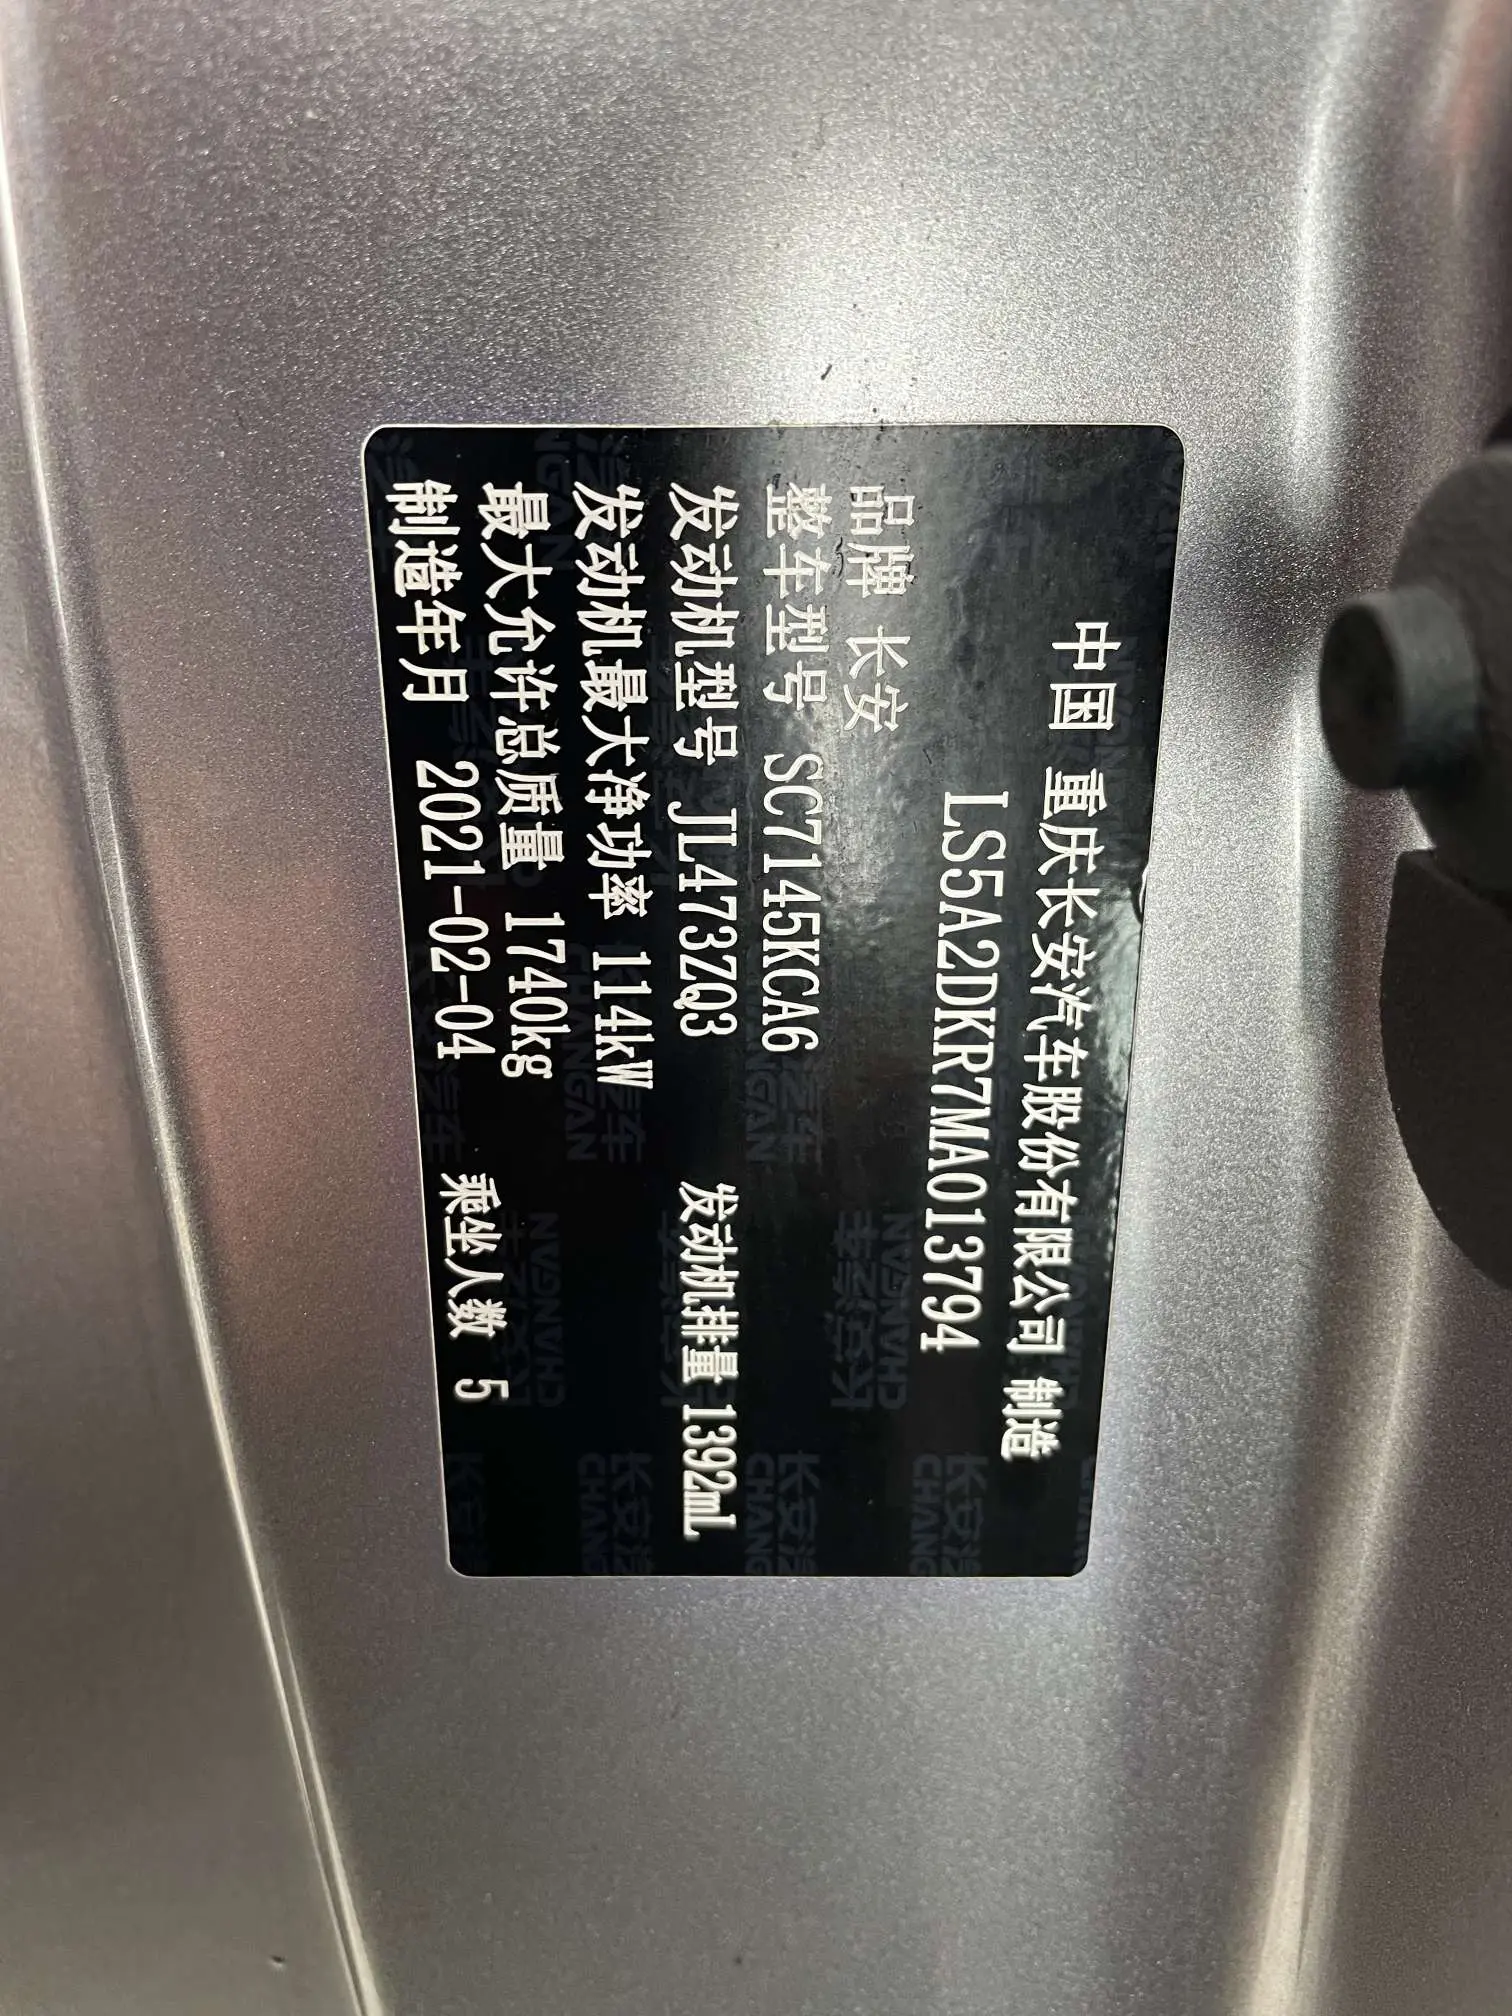 中国 重庆长安汽车股份有限公司 制造
LS5A2DKR7MA013794
品牌 长安
整车型号 SC7145KCA6
发动机型号 JL473ZQ3 发动机排量 1392mL
发动机最大净功率 114kW
最大允许总质量 1740kg
制造年月 2021-02-04 乘坐人数 5